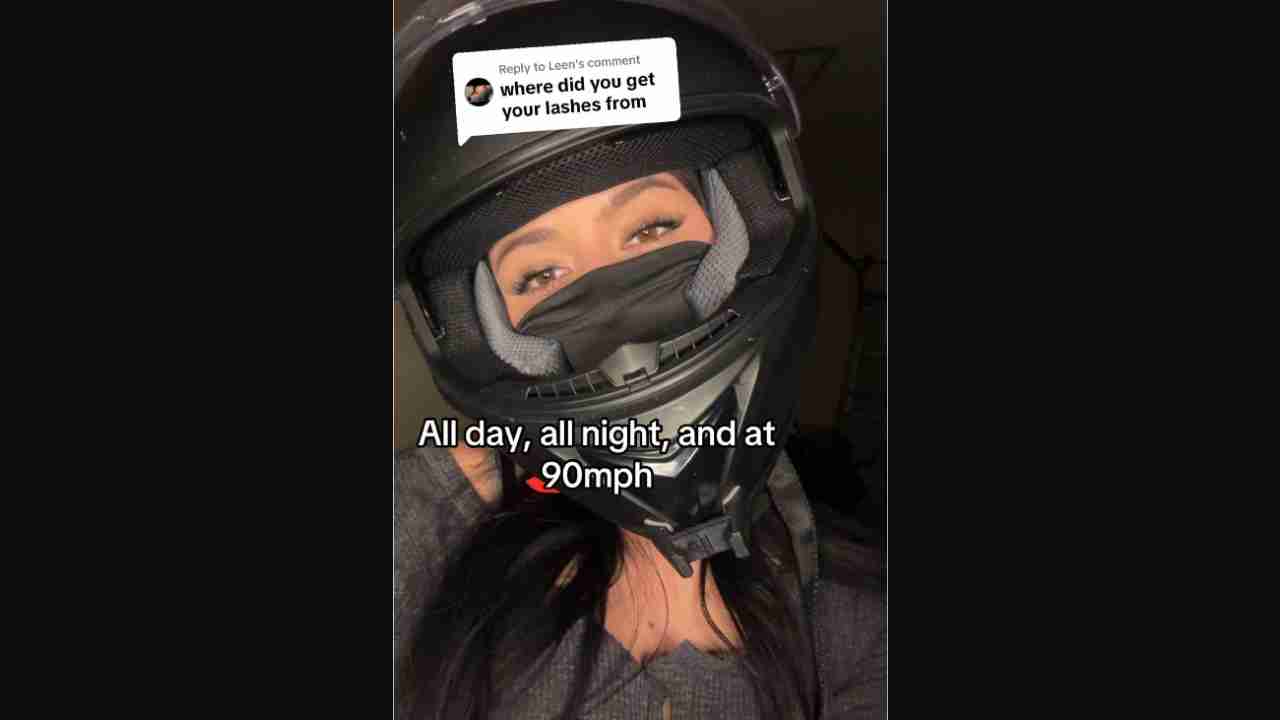 Reply to Leen's comment
where did you get
your lashes from
All day, all night, and at
90mph